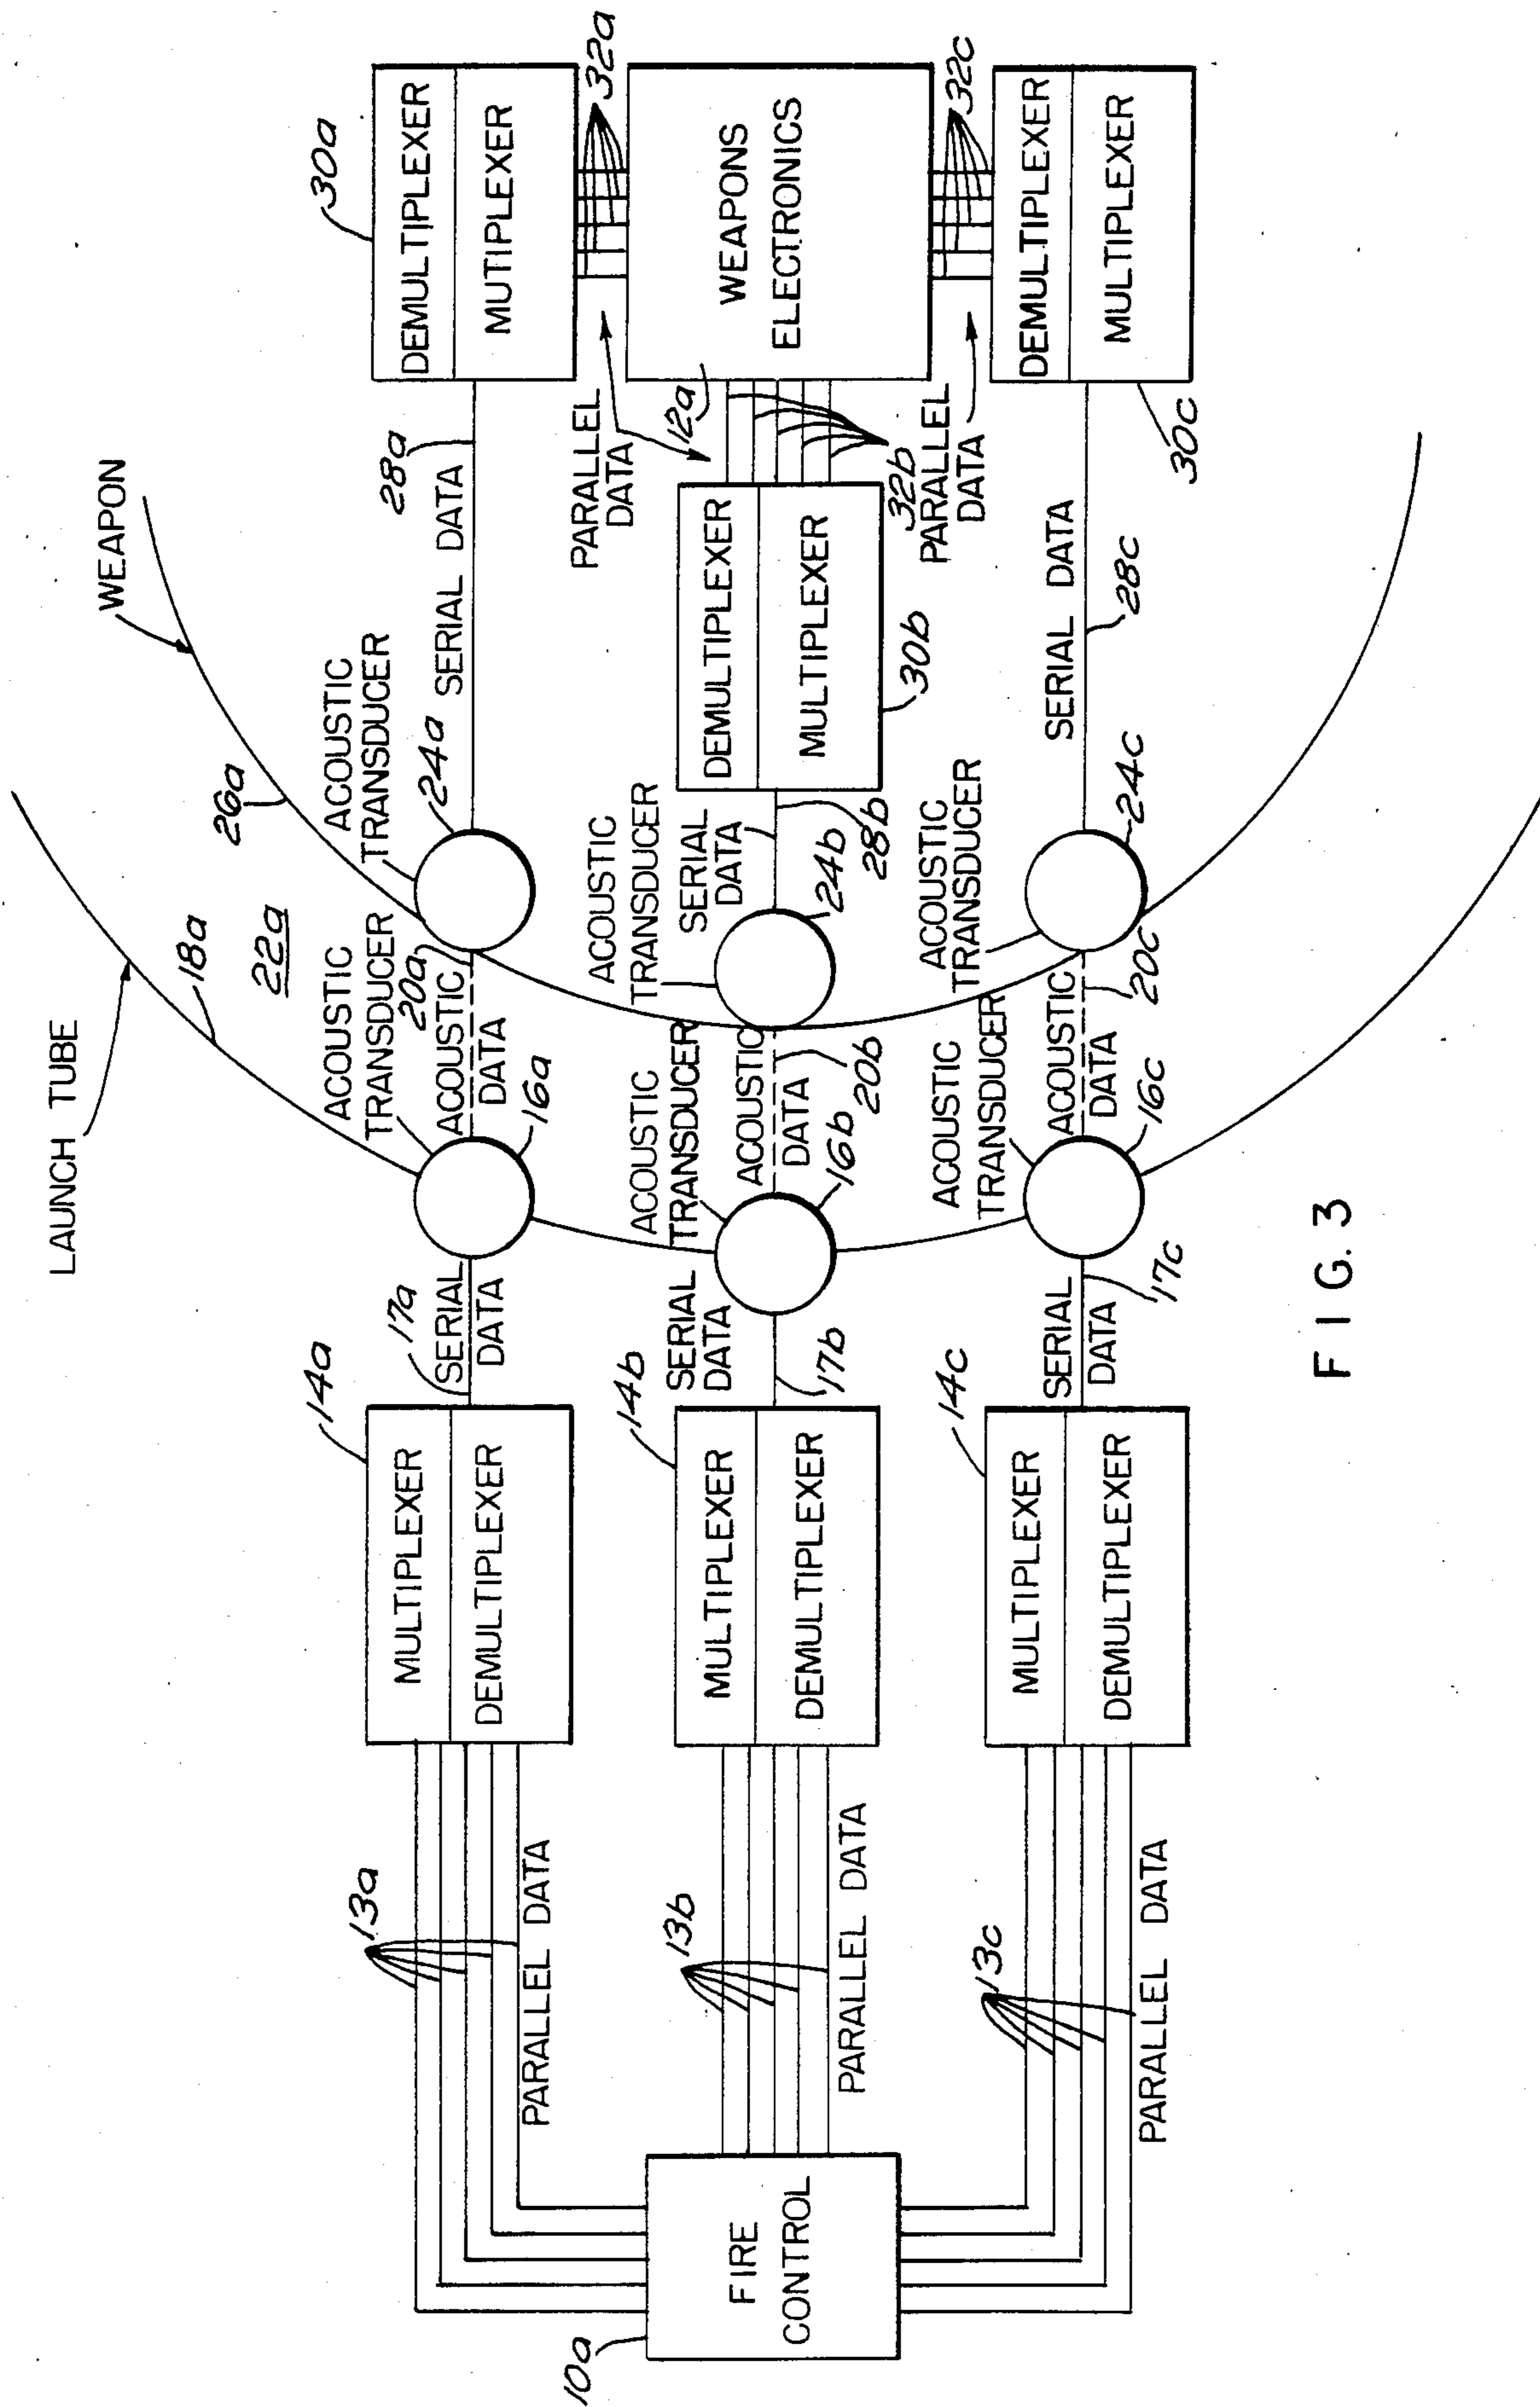 LAUNCH TUBE
WEAPON
18a
22a
26a
14a
17a
SERIAL
DATA
MULTIPLEXER
DEMULTIPLEXER
13a
PARALLEL DATA
ACOUSTIC
TRANSDUCER
16a
20a
ACOUSTIC
DATA
ACOUSTIC
TRANSDUCER
24a
SERIAL DATA
28a
30a
DEMULTIPLEXER
MUTIPLEXER
32a
PARALLEL
DATA
10a
FIRE
CONTROL
13b
PARALLEL DATA
14b
MULTIPLEXER
DEMULTIPLEXER
SERIAL
DATA
17b
ACOUSTIC
TRANSDUCER
16b
ACOUSTIC
DATA
20b
ACOUSTIC
TRANSDUCER
24b
SERIAL
DATA
28b
DEMULTIPLEXER
MULTIPLEXER
30b
32b
12a
WEAPONS
ELECTRONICS
13c
PARALLEL DATA
14c
MULTIPLEXER
DEMULTIPLEXER
SERIAL
DATA
17c
ACOUSTIC
TRANSDUCER
16c
ACOUSTIC
DATA
20c
ACOUSTIC
TRANSDUCER
24c
SERIAL DATA
28c
PARALLEL
DATA
32c
DEMULTIPLEXER
MULTIPLEXER
30c
FIG. 3